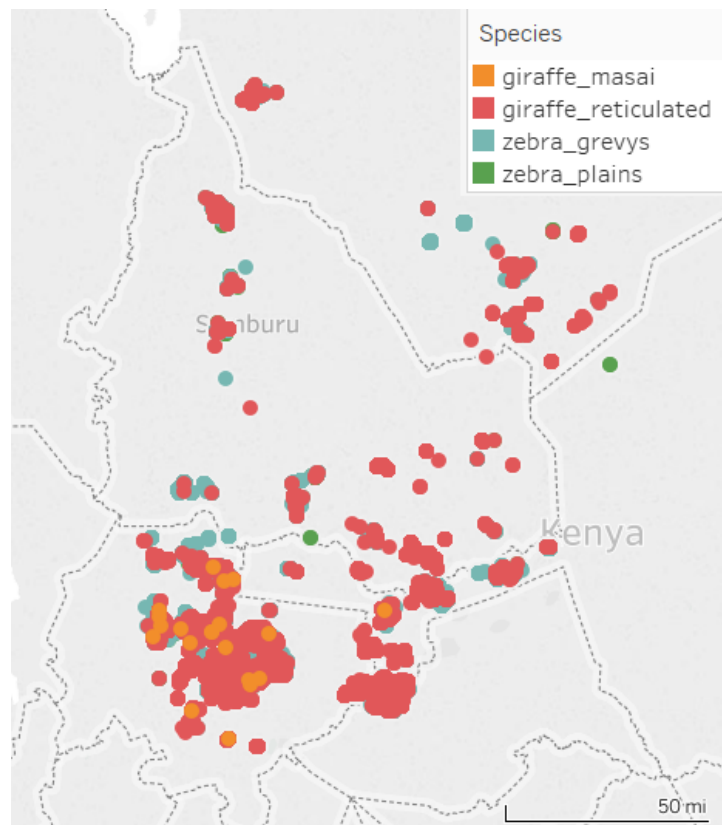 Species
giraffe_masai
giraffe_reticulated
zebra_grevys
zebra_plains
Samburu
Kenya
50 mi